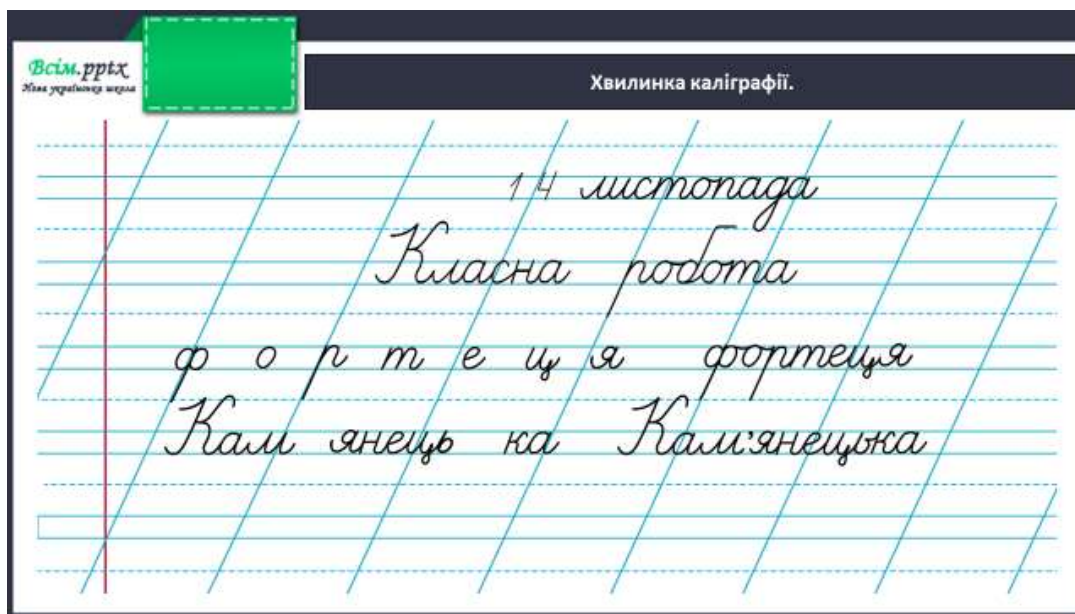 Всім.pptx
Нова українська школа
Хвилинка каліграфії.
14 листопада
Класна робота
ф о р т е ц я фортеця
Кам янець ка Кам'янецька